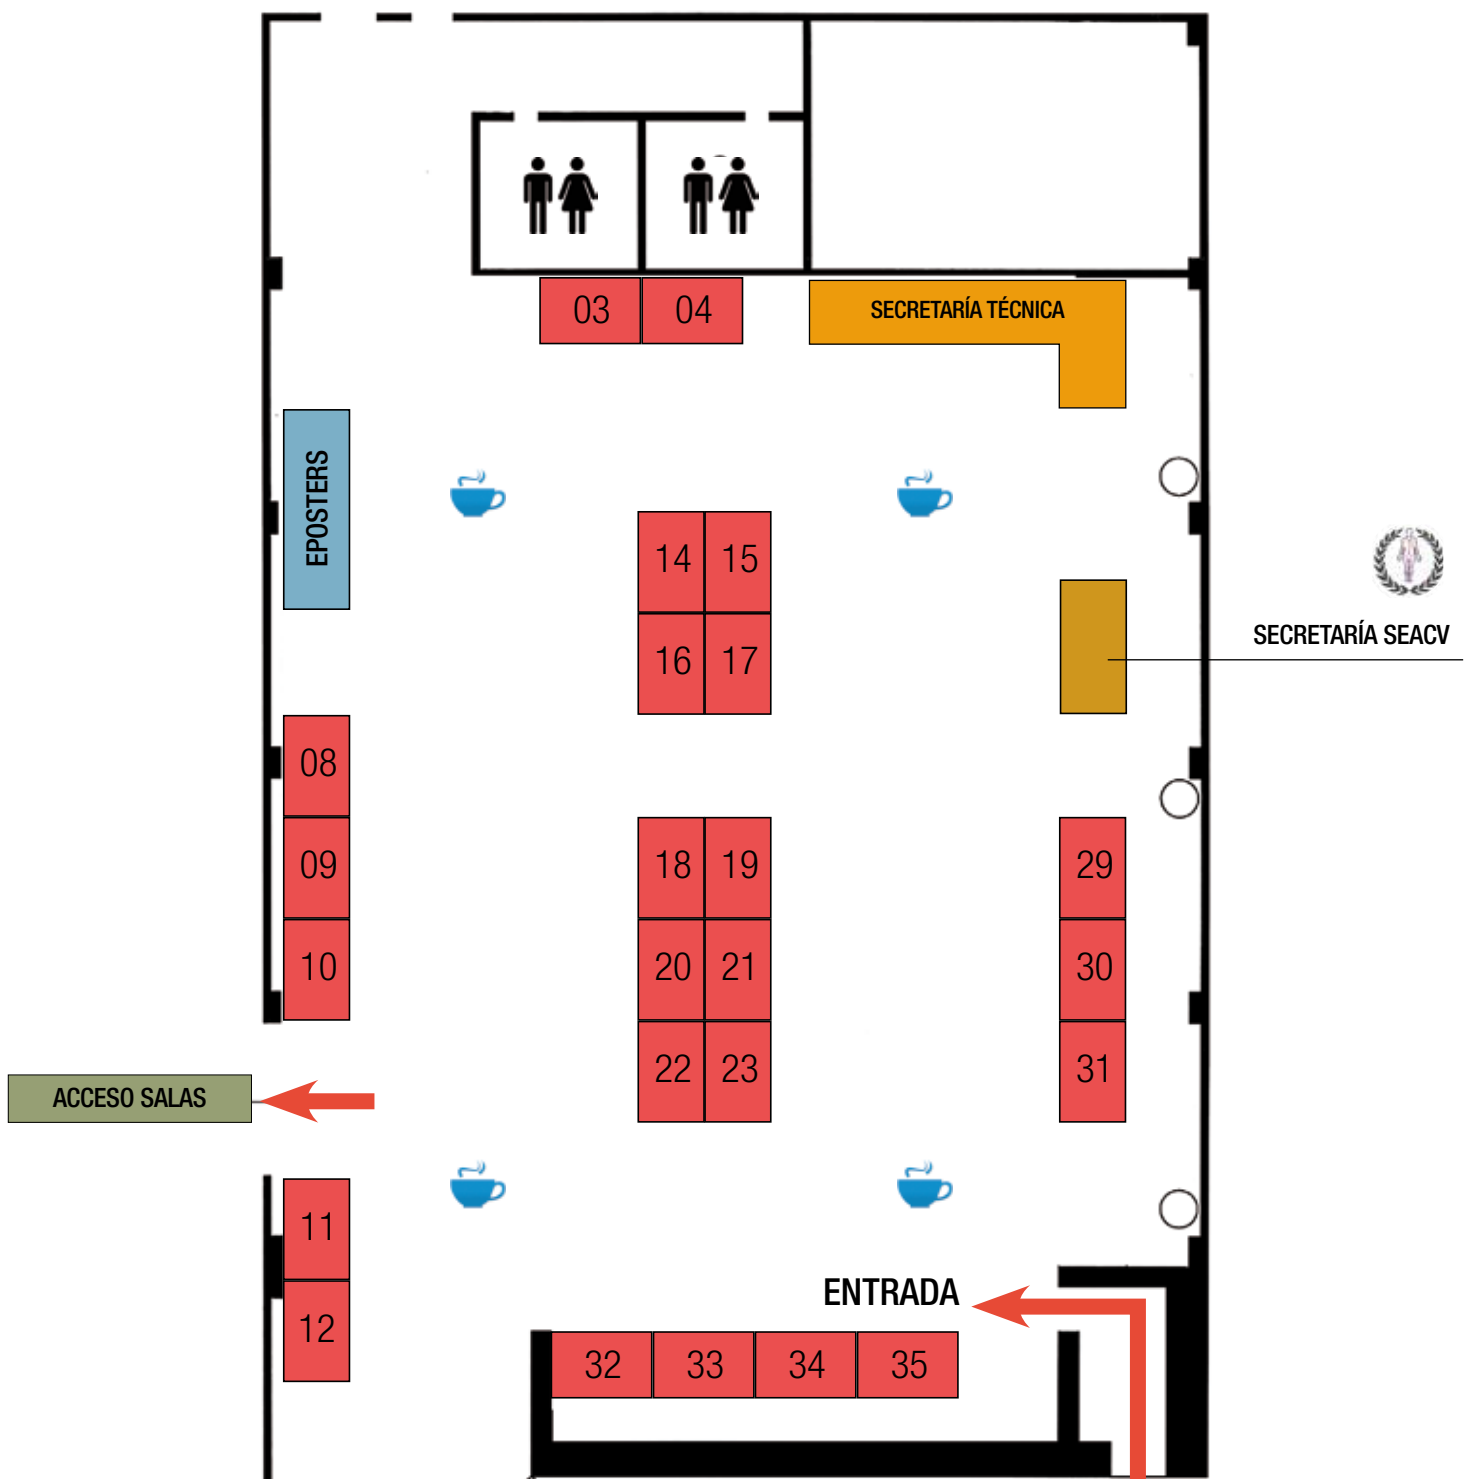 03 04
SECRETARÍA TÉCNICA
EPOSTERS
14 15
16 17
SECRETARÍA SEACV
08
09
10
18 19
20 21
22 23
29
30
31
ACCESO SALAS
11
12
ENTRADA
32 33 34 35